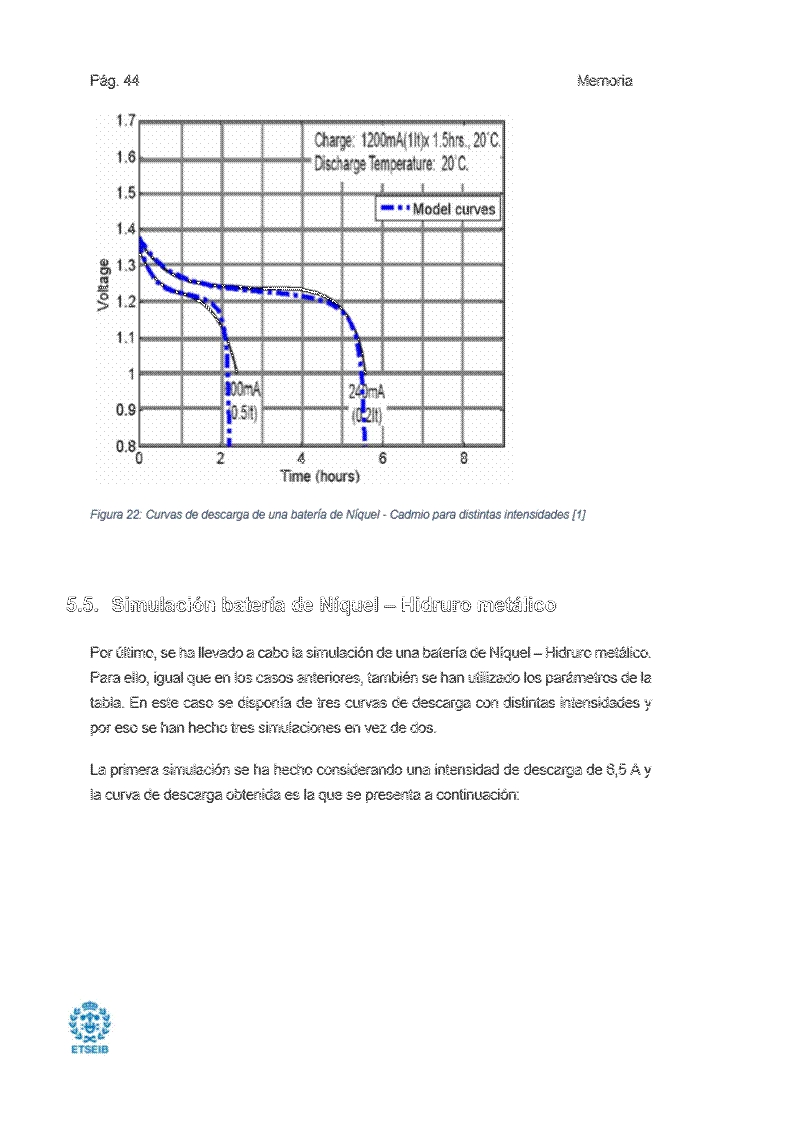 Pág. 44 Memoria
1.7
1.6
1.5
1.4
1.3
1.2
1.1
1
0.9
0.8
Voltage
Charge: 1200mA(1It)x 1.5hrs., 20°C.
Discharge Temperature: 20°C.
Model curves
00mA
0.5It)
240mA
(0.2It)
0 2 4 6 8
Time (hours)
Figura 22: Curvas de descarga de una batería de Níquel - Cadmio para distintas intensidades [1]
5.5. Simulación batería de Níquel – Hidruro metálico
Por último, se ha llevado a cabo la simulación de una batería de Níquel – Hidruro metálico.
Para ello, igual que en los casos anteriores, también se han utilizado los parámetros de la
tabla. En este caso se disponía de tres curvas de descarga con distintas intensidades y
por eso se han hecho tres simulaciones en vez de dos.
La primera simulación se ha hecho considerando una intensidad de descarga de 6,5 A y
la curva de descarga obtenida es la que se presenta a continuación:
ETSEIB